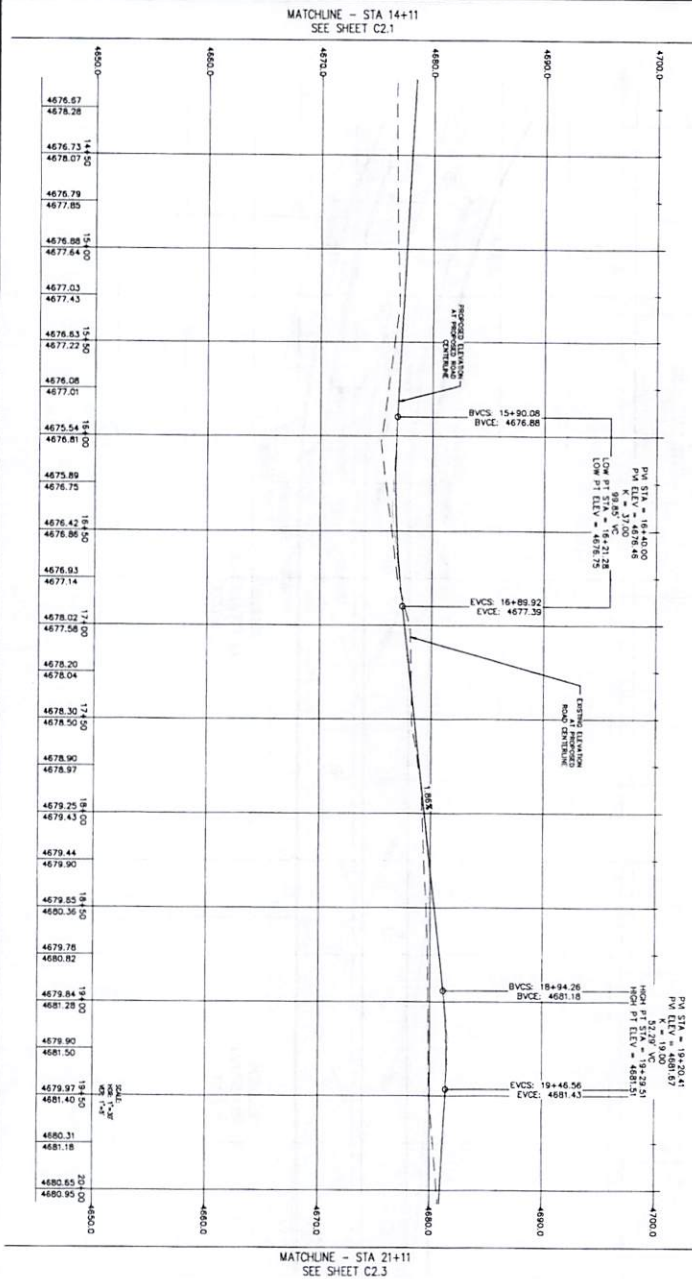 MATCHLINE - STA 14+11
SEE SHEET C2.1
4650.0
4660.0
4670.0
4680.0
4690.0
4700.0
4676.67
4678.28
4676.73
4678.07
14+50
4676.79
4677.85
4676.88
4677.64
15+00
4677.03
4677.43
4676.63
4677.22
15+50
4676.08
4677.01
4675.54
4676.81
16+00
4675.89
4676.75
4676.42
4676.86
16+50
4676.93
4677.14
4678.02
4677.58
17+00
4678.20
4678.04
4678.30
4678.50
17+50
4678.90
4678.97
4679.25
4679.43
18+00
4679.44
4679.90
4679.85
4680.36
18+50
4679.78
4680.82
4679.84
4681.28
19+00
4679.90
4681.50
4679.97
4681.40
19+50
4680.31
4681.18
4680.65
4680.95
20+00
PROPOSED ELEVATION
AT PROPOSED ROAD
CENTERLINE
BVCS: 15+90.08
BVCE: 4676.88
PVI STA = 16+40.00
PVI ELEV = 4676.46
K = 37.00
99.85' VC
LOW PT STA = 16+21.28
LOW PT ELEV = 4676.75
EVCS: 16+89.92
EVCE: 4677.39
EXISTING ELEVATION
AT PROPOSED
ROAD CENTERLINE
1.86%
BVCS: 18+94.26
BVCE: 4681.18
PVI STA = 19+20.41
PVI ELEV = 4681.67
K = 19.00
52.29' VC
HIGH PT STA = 19+29.51
HIGH PT ELEV = 4681.51
EVCS: 19+46.56
EVCE: 4681.43
SCALE:
HOR: 1"=30'
4650.0
4660.0
4670.0
4680.0
4690.0
4700.0
MATCHLINE - STA 21+11
SEE SHEET C2.3